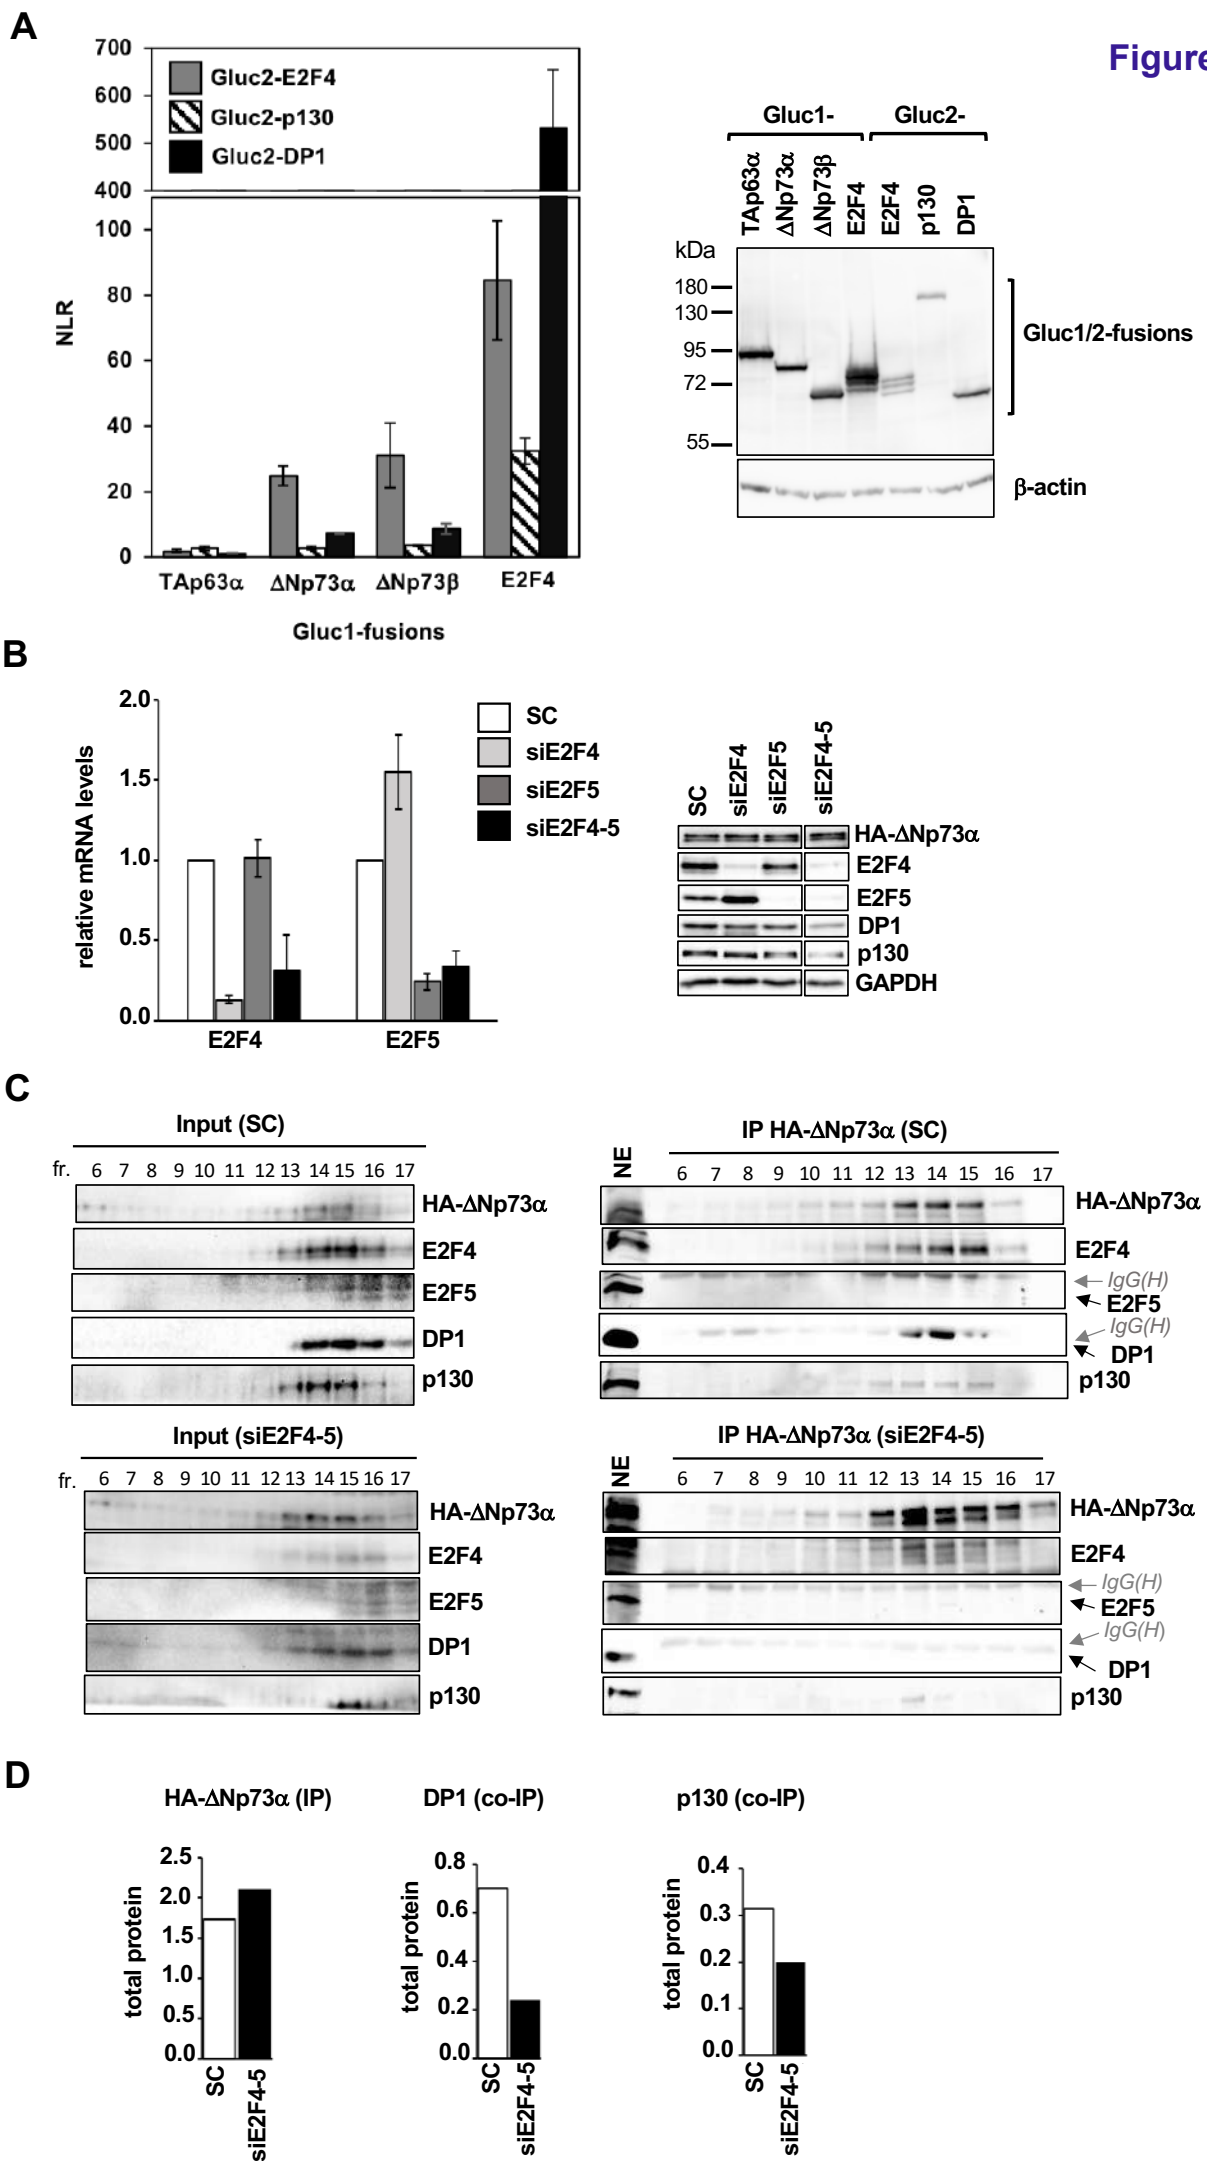 A
Figure
700
600
500
400
100
80
60
40
20
0
NLR
Gluc2-E2F4
Gluc2-p130
Gluc2-DP1
TAp63α ΔNp73α ΔNp73β E2F4
Gluc1-fusions
Gluc1- Gluc2-
TAp63α ΔNp73α ΔNp73β E2F4 E2F4 p130 DP1
kDa
180
130
95
72
55
Gluc1/2-fusions
β-actin
B
2.0
1.5
1.0
0.5
0.0
relative mRNA levels
SC
siE2F4
siE2F5
siE2F4-5
E2F4 E2F5
SC siE2F4 siE2F5 siE2F4-5
HA-ΔNp73α
E2F4
E2F5
DP1
p130
GAPDH
C
Input (SC)
fr. 6 7 8 9 10 11 12 13 14 15 16 17
HA-ΔNp73α
E2F4
E2F5
DP1
p130
IP HA-ΔNp73α (SC)
NE 6 7 8 9 10 11 12 13 14 15 16 17
HA-ΔNp73α
E2F4
IgG(H)
E2F5
IgG(H)
DP1
p130
Input (siE2F4-5)
fr. 6 7 8 9 10 11 12 13 14 15 16 17
HA-ΔNp73α
E2F4
E2F5
DP1
p130
IP HA-ΔNp73α (siE2F4-5)
NE 6 7 8 9 10 11 12 13 14 15 16 17
HA-ΔNp73α
E2F4
IgG(H)
E2F5
IgG(H)
DP1
p130
D
HA-ΔNp73α (IP)
2.5
2.0
1.5
1.0
0.5
0.0
total protein
SC siE2F4-5
DP1 (co-IP)
0.8
0.6
0.4
0.2
0.0
total protein
SC siE2F4-5
p130 (co-IP)
0.4
0.3
0.2
0.1
0.0
total protein
SC siE2F4-5